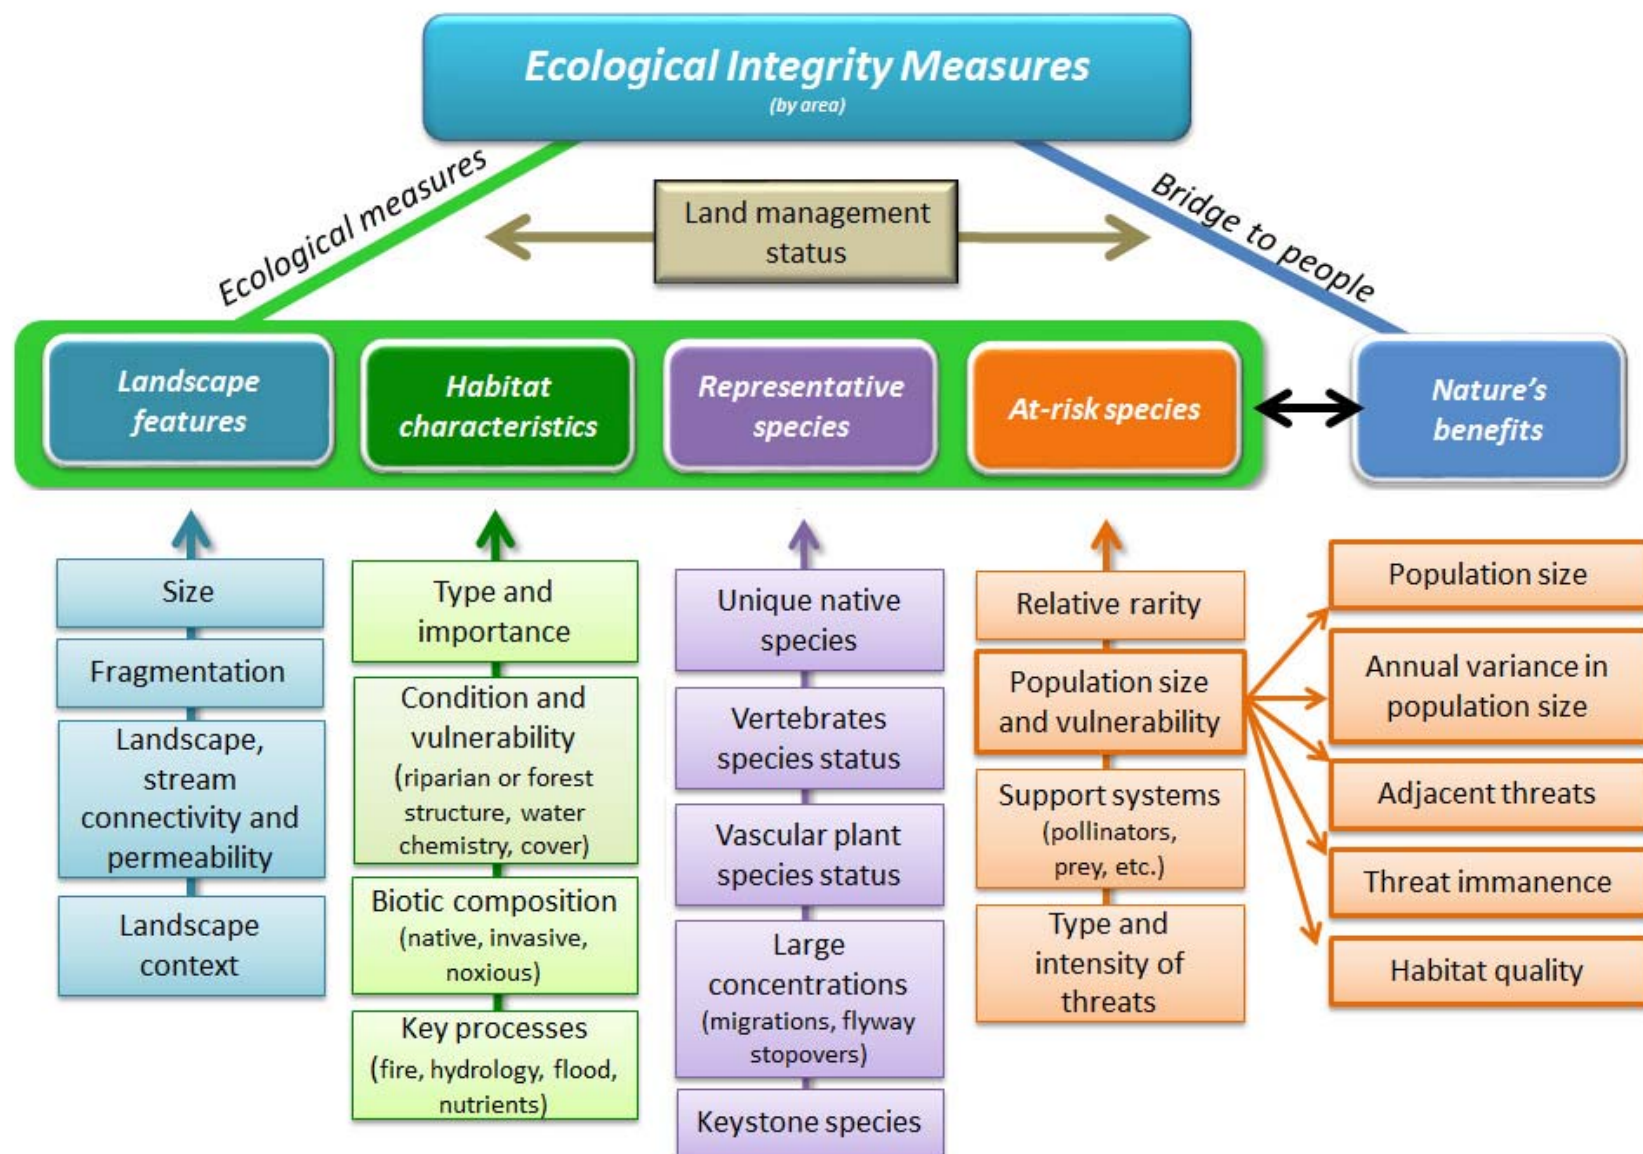 Ecological Integrity Measures
(by area)
Ecological measures
Land management
status
Bridge to people
Landscape
features
Habitat
characteristics
Representative
species
At-risk species
Nature's
benefits
Size
Fragmentation
Landscape,
stream
connectivity and
permeability
Landscape
context
Type and
importance
Condition and
vulnerability
(riparian or forest
structure, water
chemistry, cover)
Biotic composition
(native, invasive,
noxious)
Key processes
(fire, hydrology, flood,
nutrients)
Unique native
species
Vertebrates
species status
Vascular plant
species status
Large
concentrations
(migrations, flyway
stopovers)
Keystone species
Relative rarity
Population size
and vulnerability
Support systems
(pollinators,
prey, etc.)
Type and
intensity of
threats
Population size
Annual variance in
population size
Adjacent threats
Threat immanence
Habitat quality